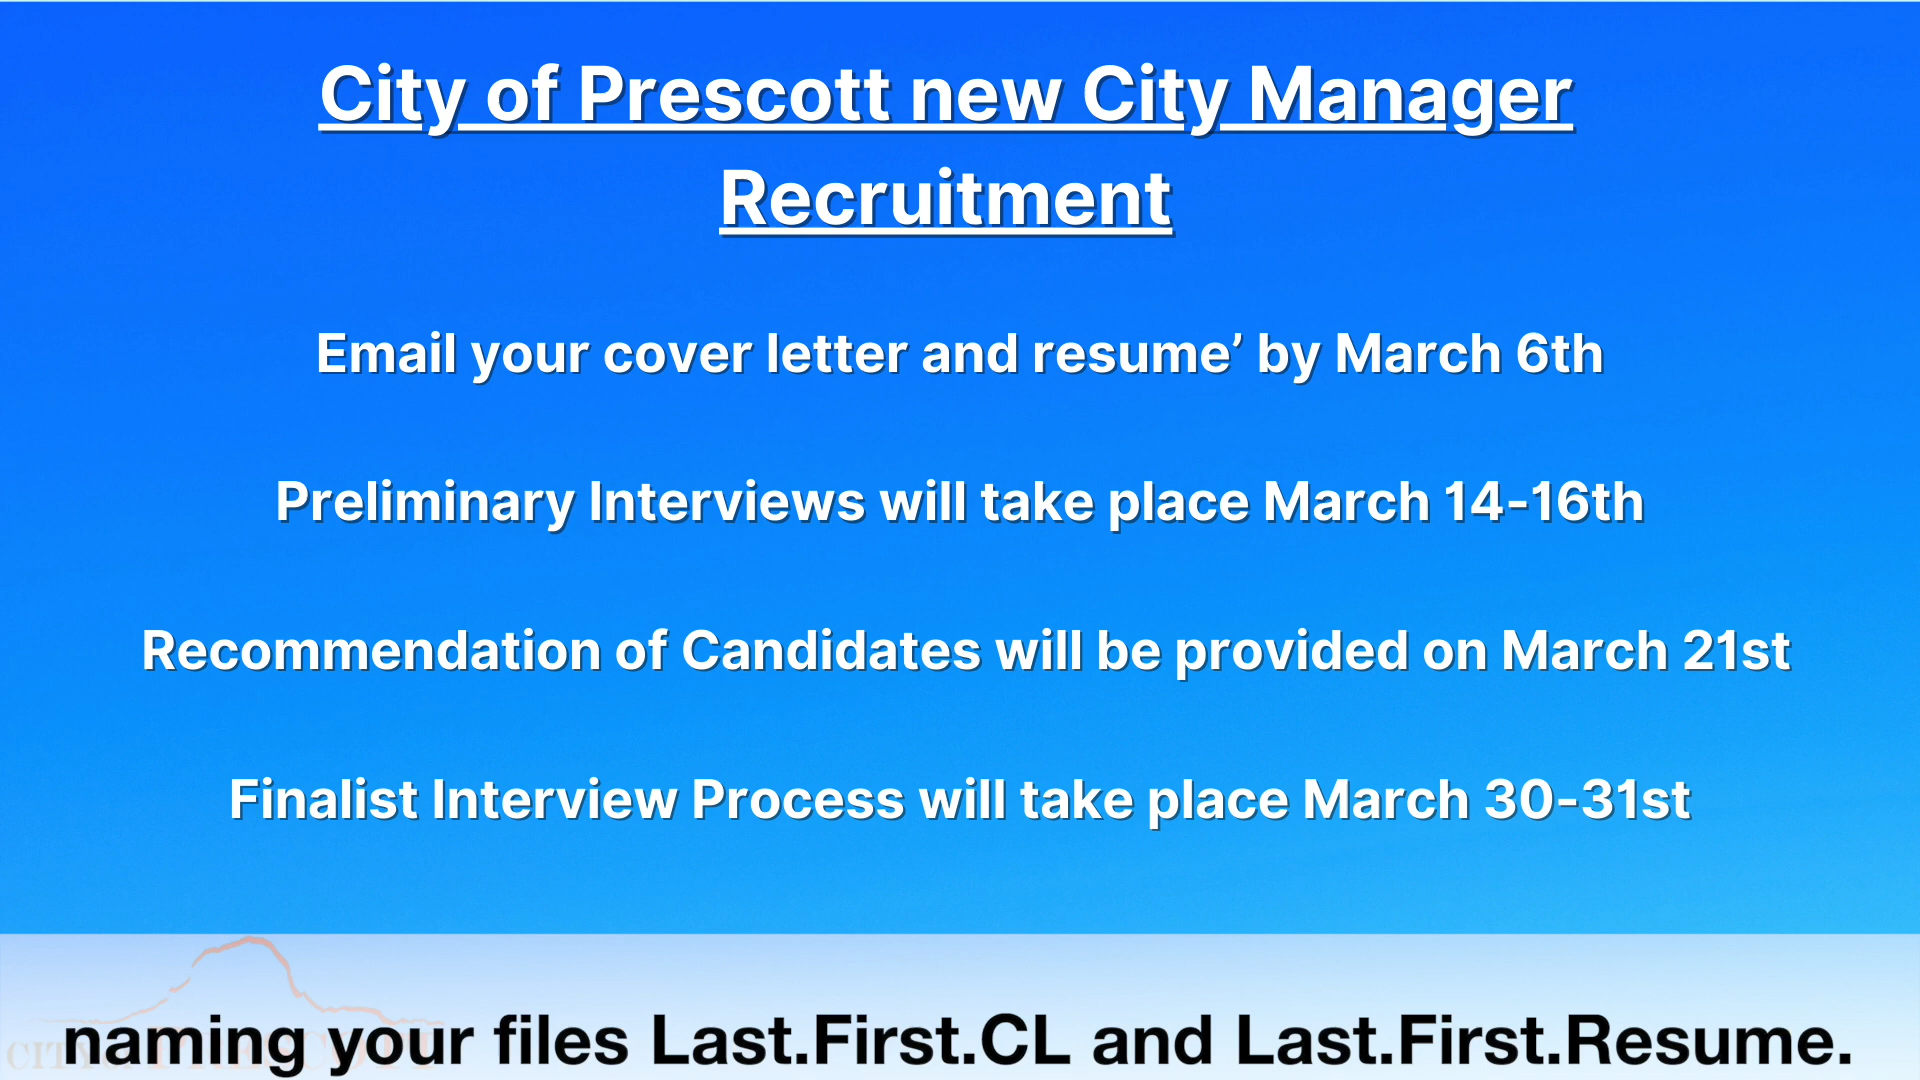 City of Prescott new City Manager
Recruitment
Email your cover letter and resume’ by March 6th
Preliminary Interviews will take place March 14-16th
Recommendation of Candidates will be provided on March 21st
Finalist Interview Process will take place March 30-31st
naming your files Last.First.CL and Last.First.Resume.